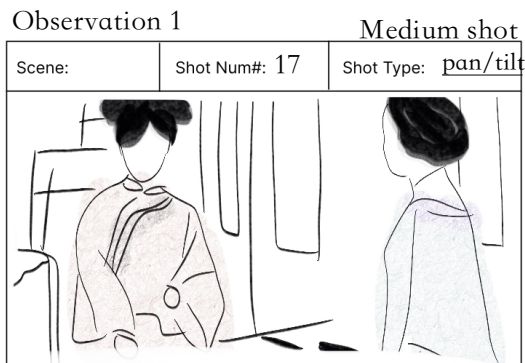 Observation 1
Medium shot
Scene:
Shot Num#: 17
Shot Type: pan/tilt